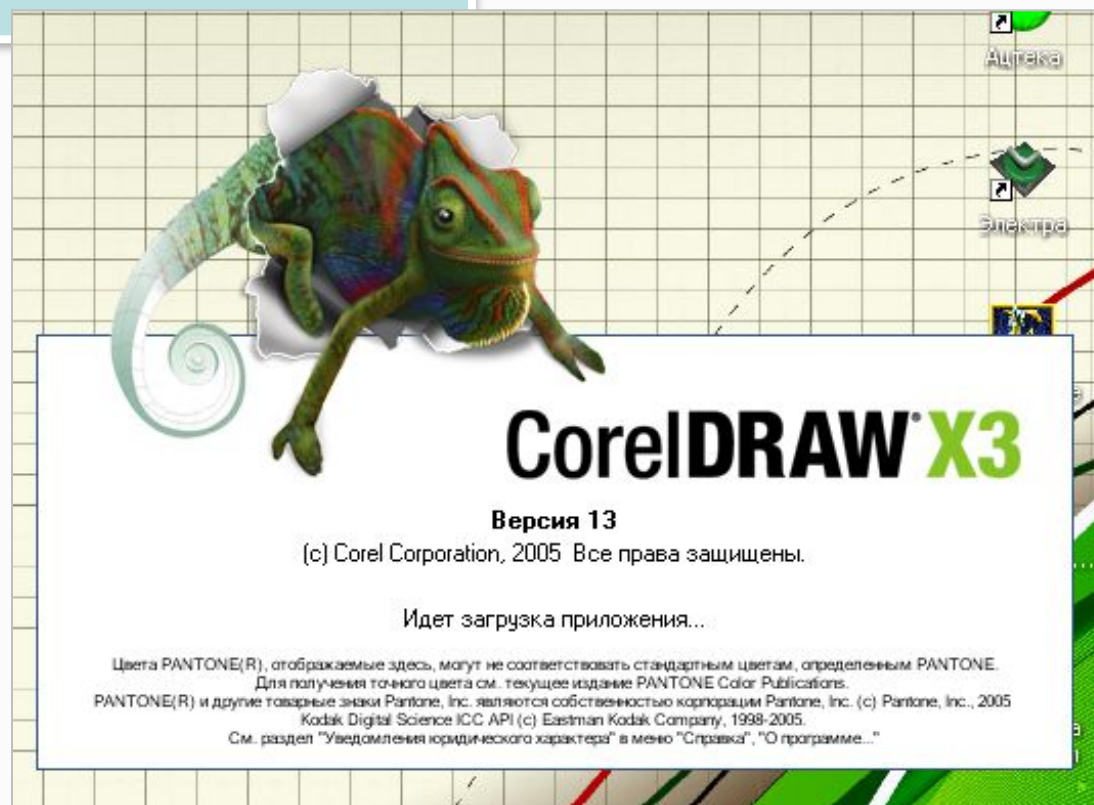 Ацтека
Электра
CorelDRAW® X3
Версия 13
(c) Corel Corporation, 2005 Все права защищены.
Идет загрузка приложения...
Цвета PANTONE(R), отображаемые здесь, могут не соответствовать стандартным цветам, определенным PANTONE.
Для получения точного цвета см. текущее издание PANTONE Color Publications.
PANTONE(R) и другие товарные знаки Pantone, Inc. являются собственностью корпорации Pantone, Inc. (c) Pantone, Inc., 2005
Kodak Digital Science ICC API (c) Eastman Kodak Company, 1998-2005.
См. раздел "Уведомления юридического характера" в меню "Справка", "О программе..."